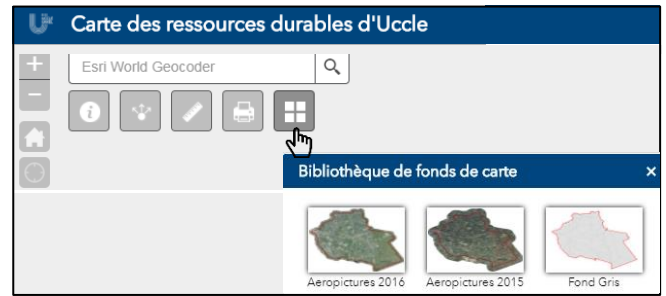 Carte des ressources durables d'Uccle
Esri World Geocoder
Bibliothèque de fonds de carte
Aeropictures 2016
Aeropictures 2015
Fond Gris